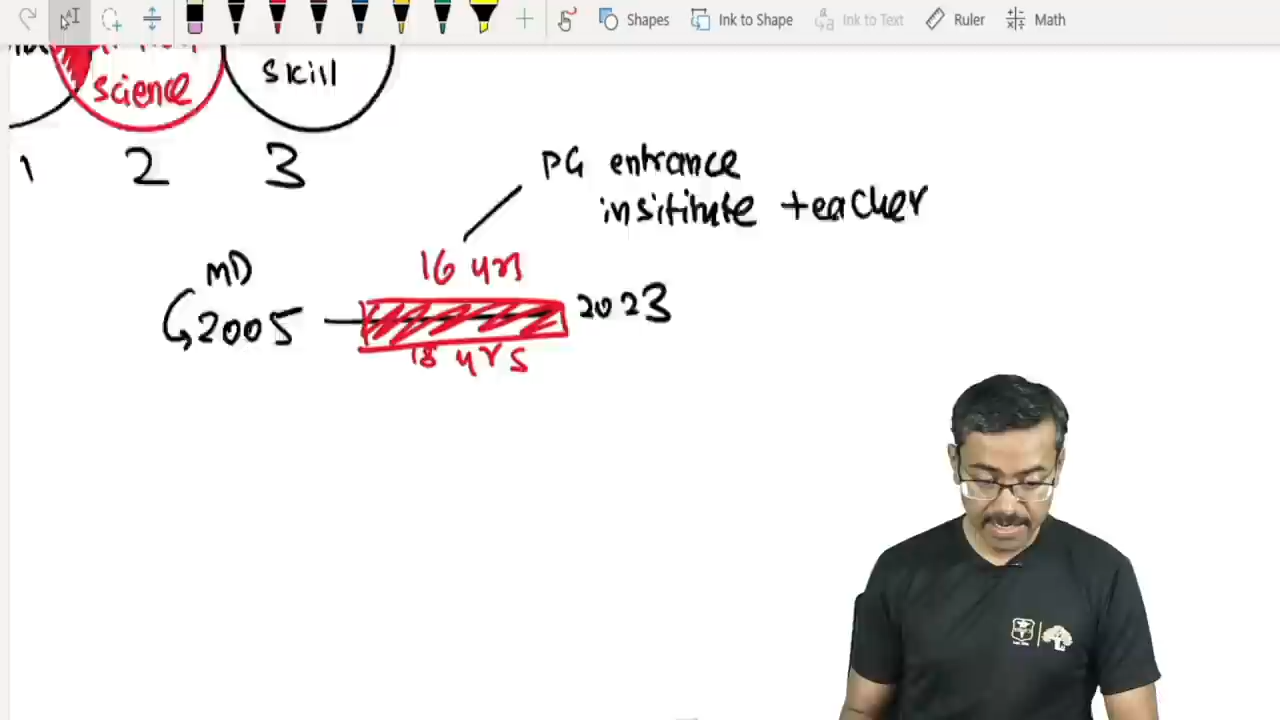 Shapes
Ink to Shape
Ink to Text
Ruler
Math
science
skill
1
2
3
PG entrance
insititute teacher
16 yrs
MD
2005
2023
18 yrs